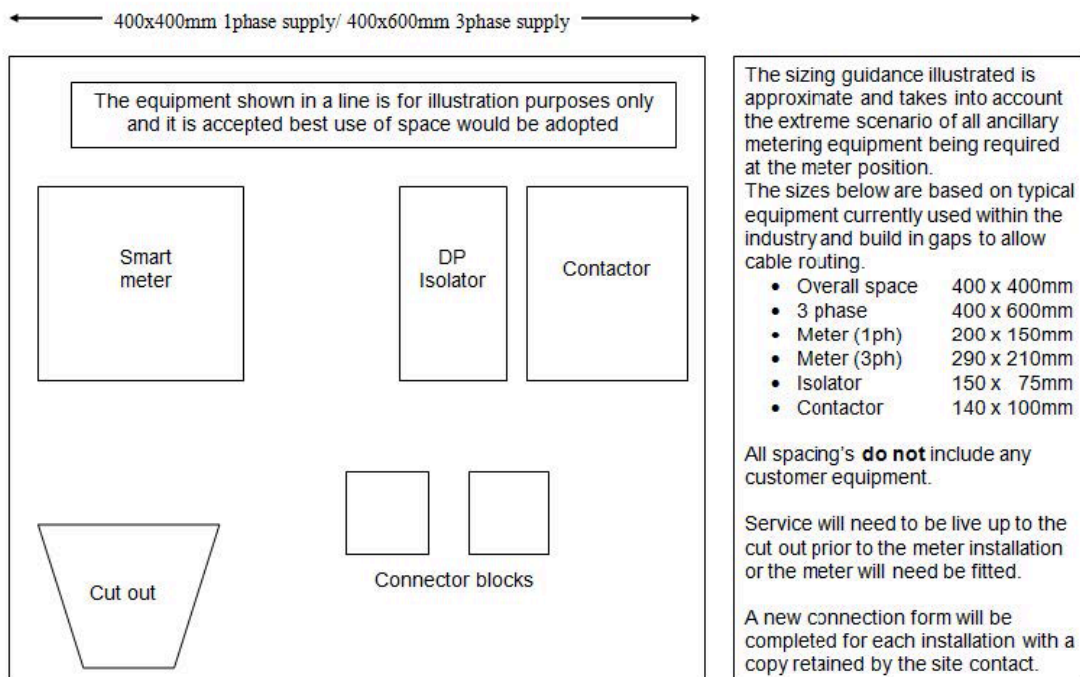 400x400mm 1phase supply/ 400x600mm 3phase supply
The equipment shown in a line is for illustration purposes only
and it is accepted best use of space would be adopted
Smart
meter
DP
Isolator
Contactor
Connector blocks
Cut out
The sizing guidance illustrated is
approximate and takes into account
the extreme scenario of all ancillary
metering equipment being required
at the meter position.
The sizes below are based on typical
equipment currently used within the
industry and build in gaps to allow
cable routing.
• Overall space 400 x 400mm
• 3 phase 400 x 600mm
• Meter (1ph) 200 x 150mm
• Meter (3ph) 290 x 210mm
• Isolator 150 x 75mm
• Contactor 140 x 100mm
All spacing's do not include any
customer equipment.
Service will need to be live up to the
cut out prior to the meter installation
or the meter will need be fitted.
A new connection form will be
completed for each installation with a
copy retained by the site contact.